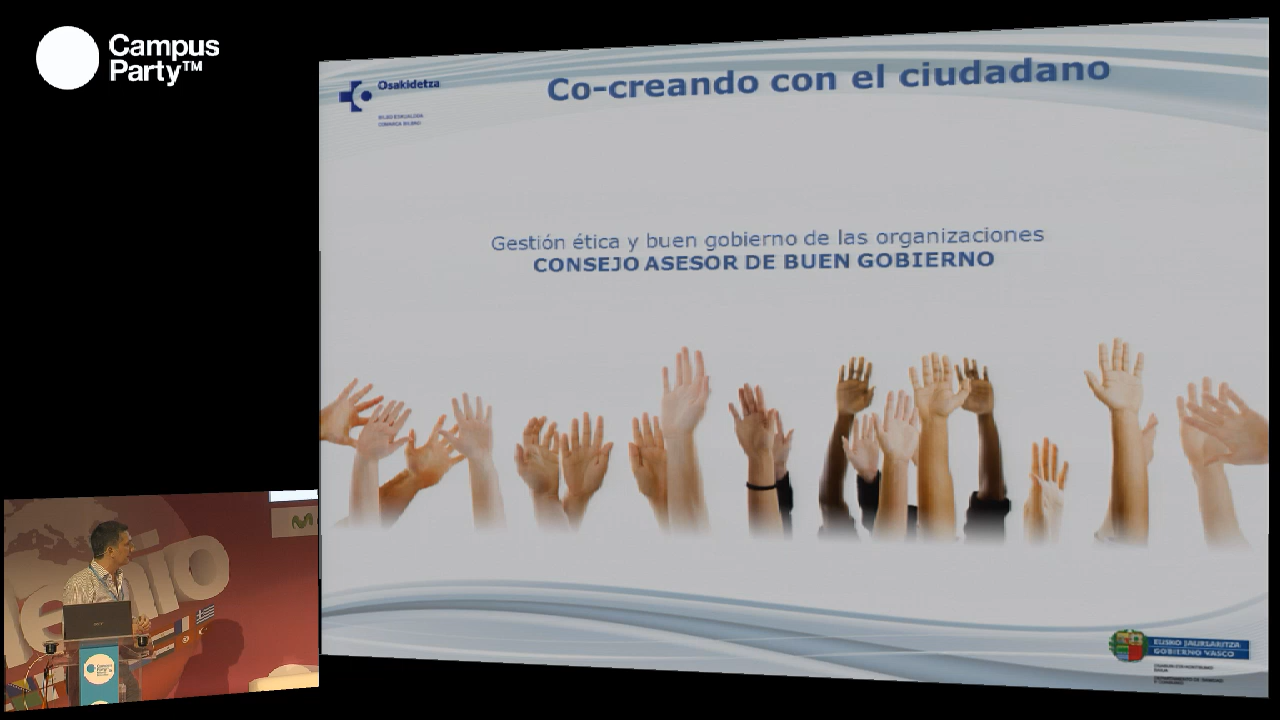 Campus
Party™
Co-creando con el ciudadano
Osakidetza
Gestión ética y buen gobierno de las organizaciones
CONSEJO ASESOR DE BUEN GOBIERNO
EUSKO JAURLARITZA
GOBIERNO VASCO